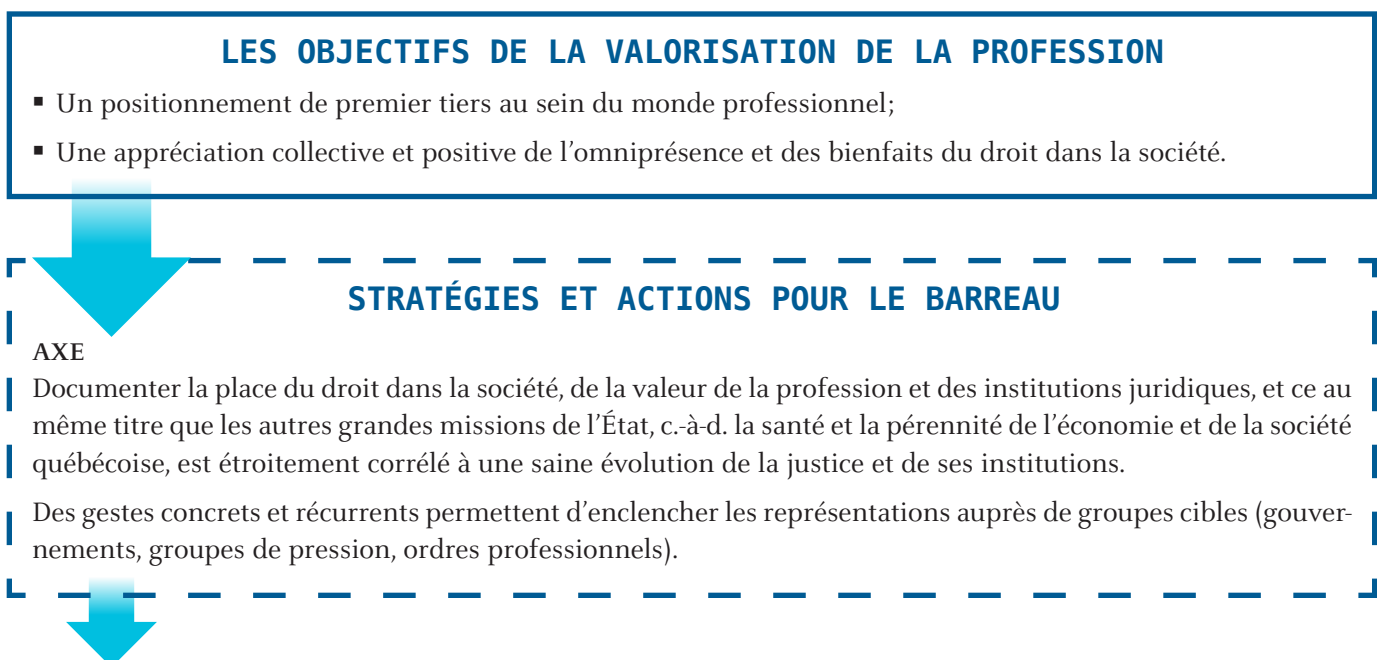 LES OBJECTIFS DE LA VALORISATION DE LA PROFESSION
▪ Un positionnement de premier tiers au sein du monde professionnel;
▪ Une appréciation collective et positive de l’omniprésence et des bienfaits du droit dans la société.
STRATÉGIES ET ACTIONS POUR LE BARREAU
AXE
Documenter la place du droit dans la société, de la valeur de la profession et des institutions juridiques, et ce au
même titre que les autres grandes missions de l’État, c.-à-d. la santé et la pérennité de l’économie et de la société
québécoise, est étroitement corrélé à une saine évolution de la justice et de ses institutions.
Des gestes concrets et récurrents permettent d’enclencher les représentations auprès de groupes cibles (gouver-
nements, groupes de pression, ordres professionnels).